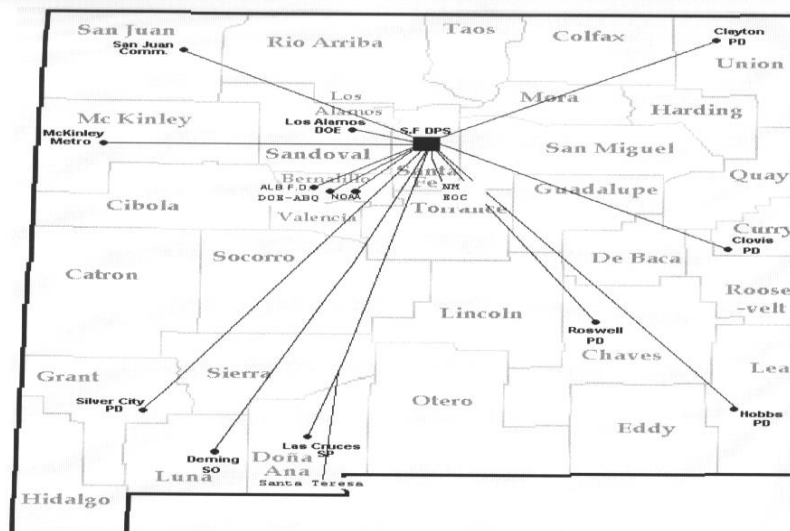 San Juan
San Juan
Comm.
Rio Arriba
Taos
Colfax
Clayton
PD
Union
Los
Alamos
Los Alamos
DOE
Mora
Harding
Mc Kinley
McKinley
Metro
S.F DPS
Sandoval
San Miguel
Quay
Bernalillo
Santa
Fe
NM
EOC
Guadalupe
ALB F.D.
DOE-ABQ
NOAA
Cibola
Valencia
Torrance
Curry
Clovis
PD
Socorro
De Baca
Catron
Roose
-velt
Lincoln
Roswell
PD
Chaves
Grant
Sierra
Lea
Silver City
PD
Otero
Hobbs
PD
Eddy
Las Cruces
SP
Doña
Ana
Deming
SO
Luna
Santa Teresa
Hidalgo